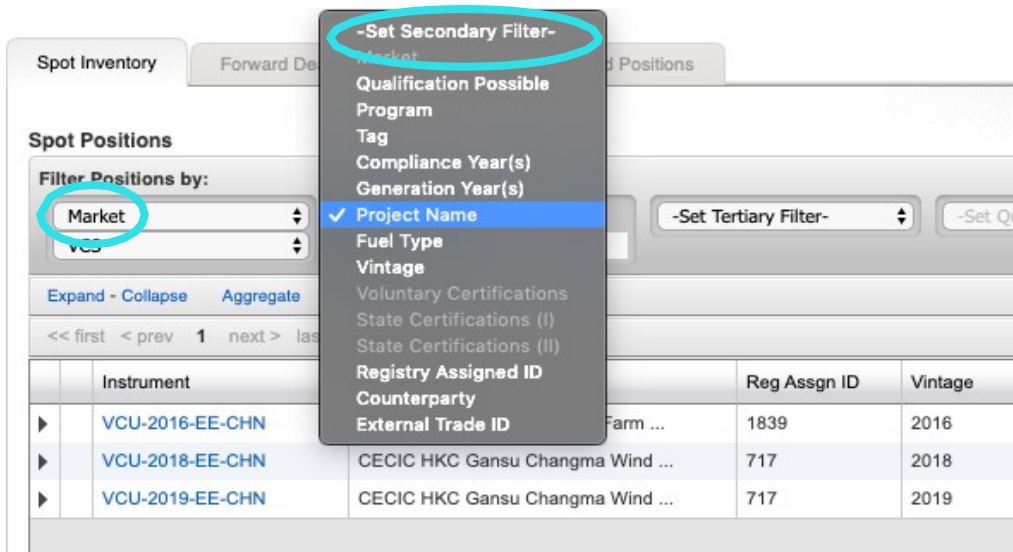 -Set Secondary Filter-
Spot Inventory
Forward De
Positions
Market
Qualification Possible
Program
Tag
Compliance Year(s)
Generation Year(s)
✓ Project Name
Fuel Type
Vintage
Voluntary Certifications
State Certifications (I)
State Certifications (II)
Registry Assigned ID
Counterparty
External Trade ID
Spot Positions
Filter Positions by:
Market
-Set Tertiary Filter-
-Set Q
VCS
Expand - Collapse Aggregate
<< first < prev 1 next > las
Instrument Reg Assgn ID Vintage
VCU-2016-EE-CHN Farm ... 1839 2016
VCU-2018-EE-CHN CECIC HKC Gansu Changma Wind ... 717 2018
VCU-2019-EE-CHN CECIC HKC Gansu Changma Wind ... 717 2019